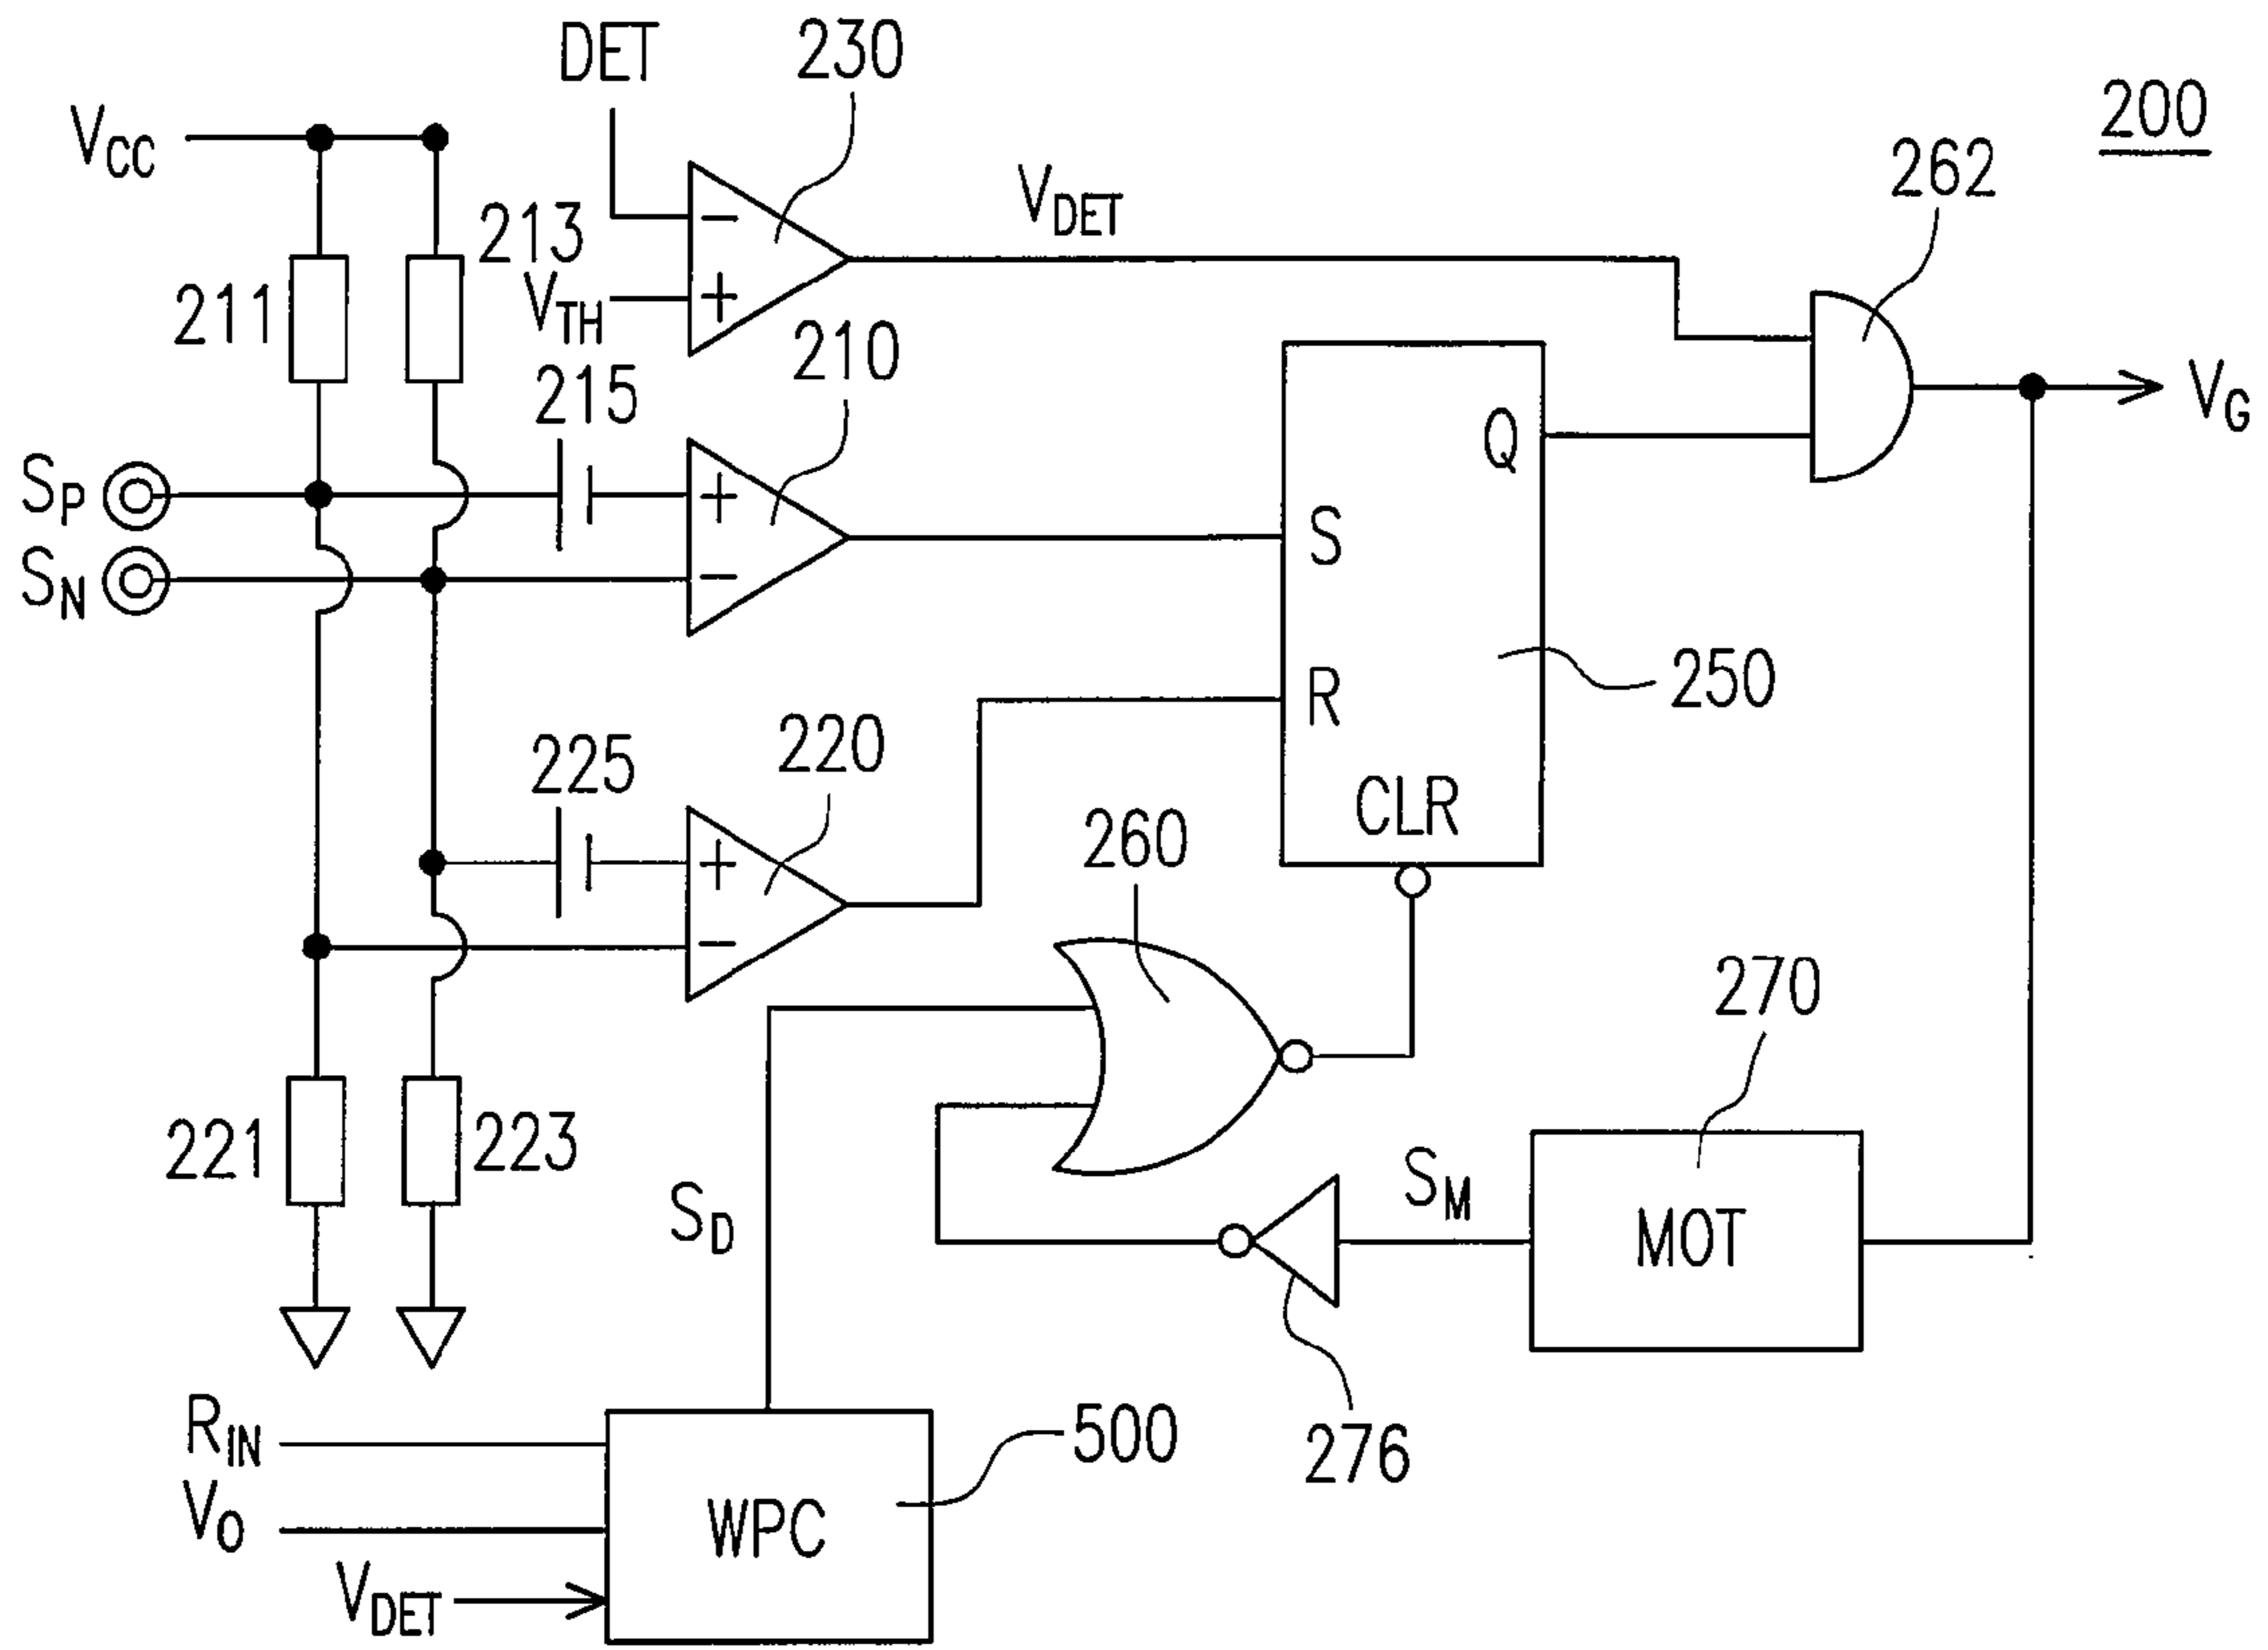 DET
230
200
VCC
262
VDET
213
211
VTH
210
215
VG
Q
SP
S
SN
250
R
220
225
CLR
260
270
221
223
SM
SD
MOT
RIN
500
276
VO
WPC
VDET